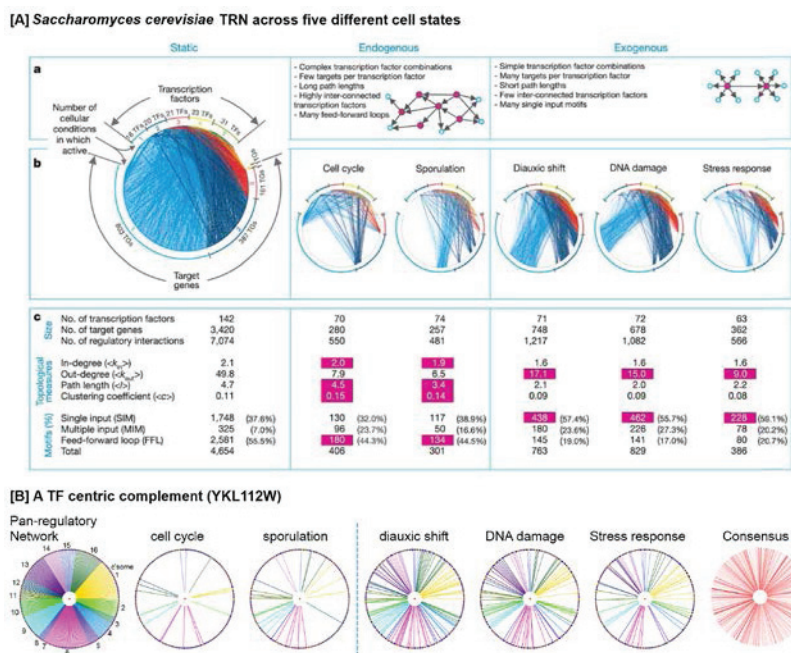 [A] Saccharomyces cerevisiae TRN across five different cell states
Static
Endogenous
Exogenous
a
Transcription
factors
Number of
cellular
conditions
in which
active
- Complex transcription factor combinations
- Few targets per transcription factor
- Long path lengths
- Highly inter-connected
transcription factors
- Many feed-forward loops
- Simple transcription factor combinations
- Many targets per transcription factor
- Short path lengths
- Few inter-connected transcription factors
- Many single input motifs
20 TFs
21 TFs
23 TFs
31 TFs
b
Target
genes
Cell cycle
Sporulation
Diauxic shift
DNA damage
Stress response
c
Size
No. of transcription factors 142 70 74 71 72 63
No. of target genes 3,420 280 257 748 678 362
No. of regulatory interactions 7,074 550 481 1,217 1,082 566
Topological
measures
In-degree (<kin>) 2.1 2.0 1.9 1.6 1.6 1.6
Out-degree (<kout>) 49.8 7.9 6.5 17.1 15.0 9.0
Path length (<l>) 4.7 4.5 3.4 2.1 2.0 2.2
Clustering coefficient (<c>) 0.11 0.15 0.14 0.09 0.09 0.08
Motifs (%)
Single input (SIM) 1,748 (37.6%) 130 (32.0%) 117 (38.9%) 438 (57.4%) 462 (55.7%) 228 (59.1%)
Multiple input (MIM) 325 (7.0%) 96 (23.7%) 50 (16.6%) 180 (23.6%) 226 (27.3%) 78 (20.2%)
Feed-forward loop (FFL) 2,581 (55.5%) 180 (44.3%) 134 (44.5%) 145 (19.0%) 141 (17.0%) 80 (20.7%)
Total 4,654 406 301 763 829 386
[B] A TF centric complement (YKL112W)
Pan-regulatory
Network
cell cycle
sporulation
diauxic shift
DNA damage
Stress response
Consensus
14 15 16
13
12
11
10
9
8
7
c'some
1
2
3
4
5